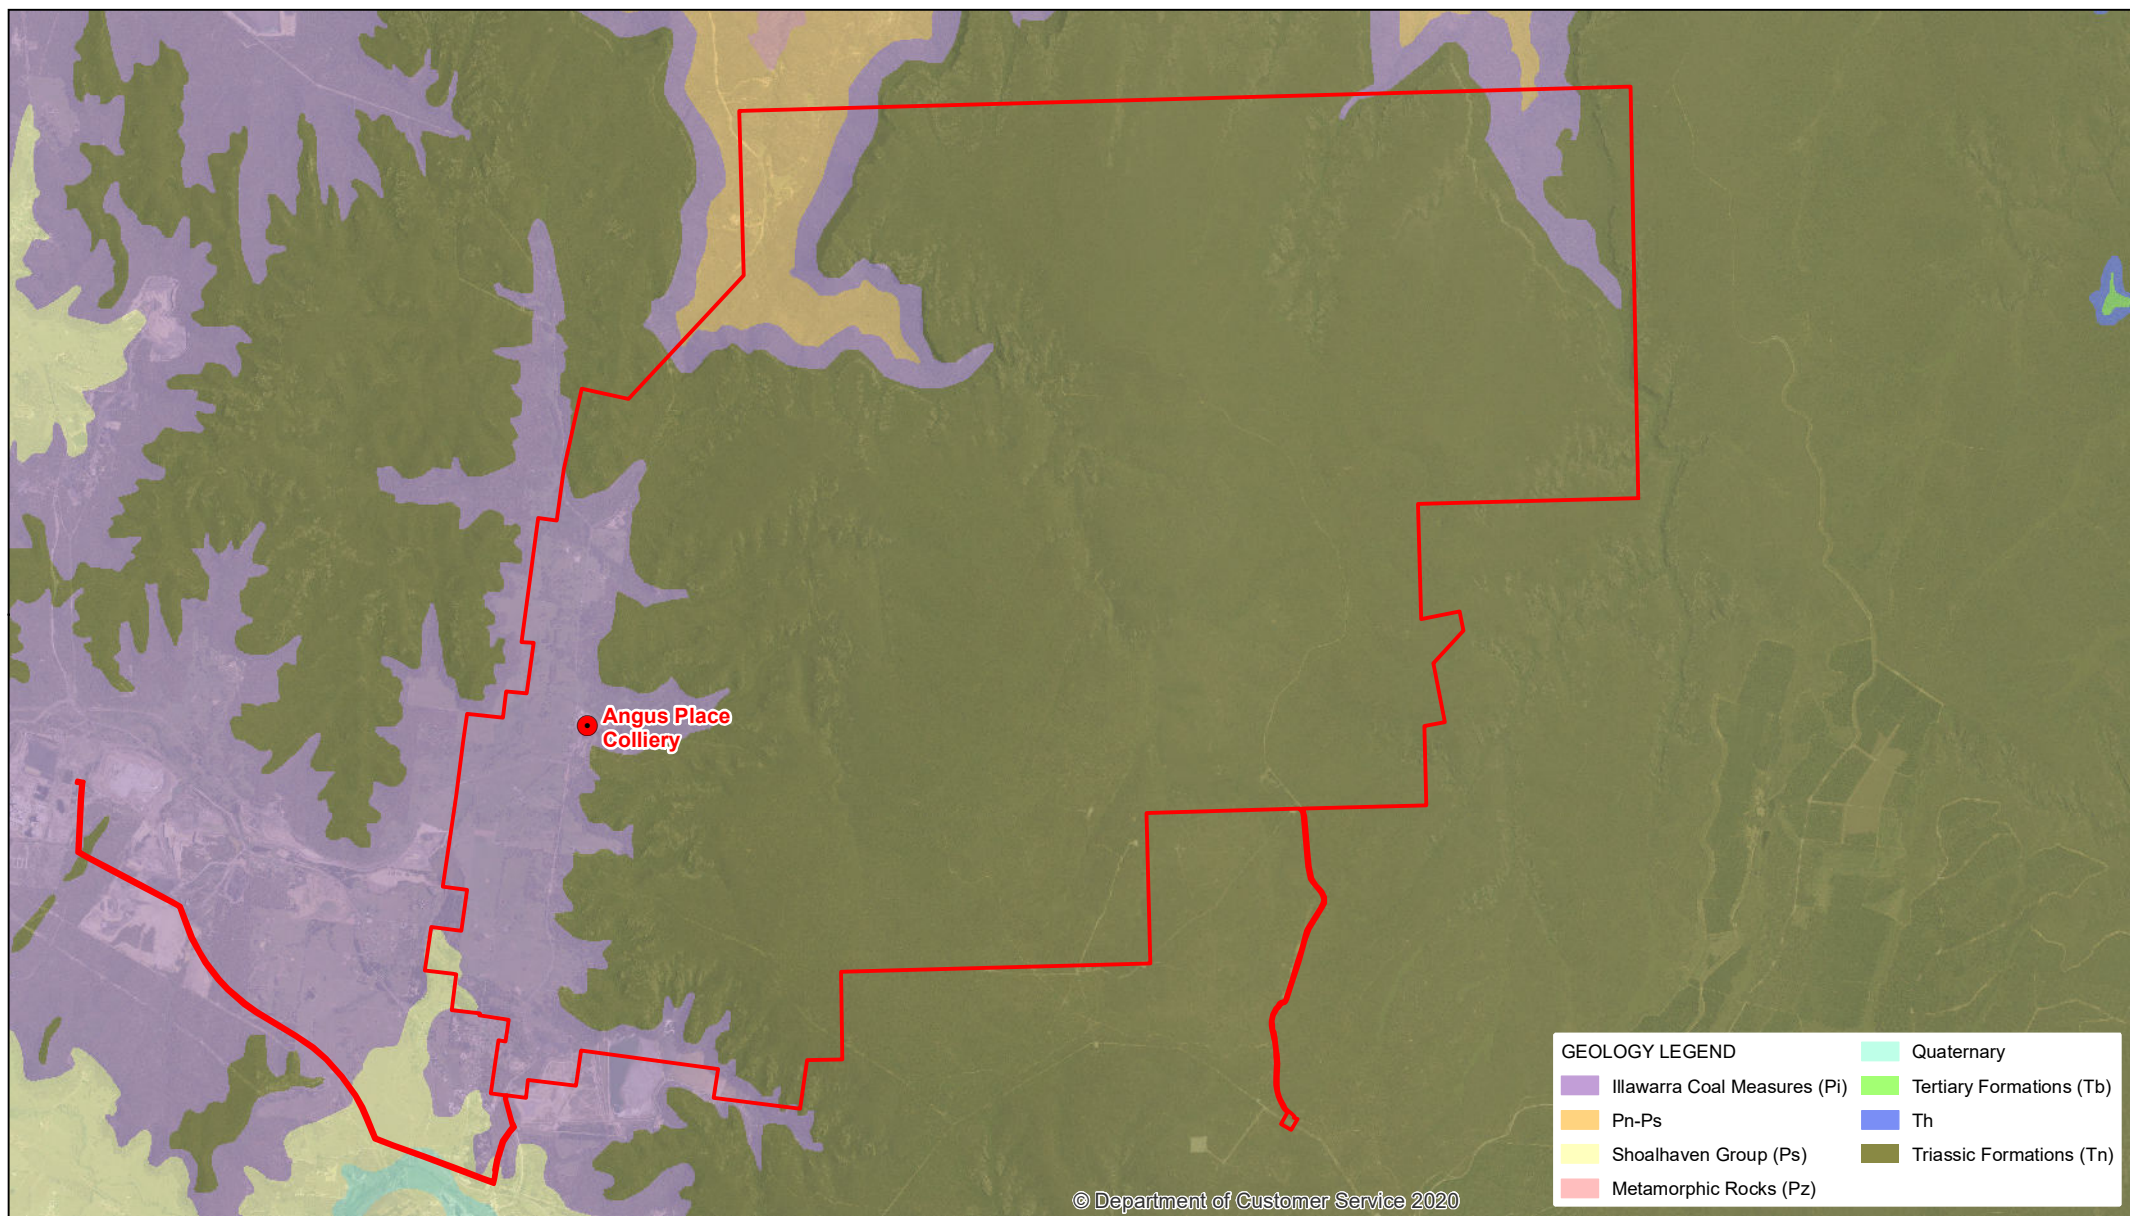 Angus Place
Colliery
GEOLOGY LEGEND
Illawarra Coal Measures (Pi)
Pn-Ps
Shoalhaven Group (Ps)
Metamorphic Rocks (Pz)
Quaternary
Tertiary Formations (Tb)
Th
Triassic Formations (Tn)
© Department of Customer Service 2020